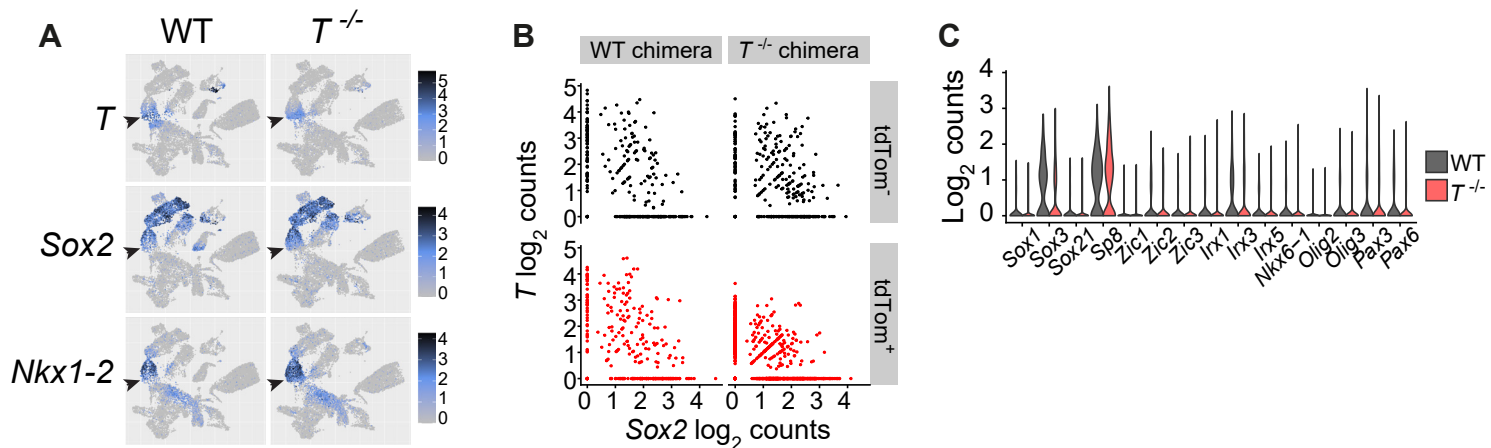 A
WT
T -/-
T
5
4
3
2
1
0
Sox2
4
3
2
1
0
Nkx1-2
4
3
2
1
0
B
WT chimera
T -/- chimera
5
4
3
2
1
0
tdTom-
5
4
3
2
1
0
tdTom+
T log2 counts
0 1 2 3 4 0 1 2 3 4
Sox2 log2 counts
C
Log2 counts
4
3
2
1
0
Sox1
Sox3
Sox21
Sp8
Zic1
Zic2
Zic3
Irx1
Irx3
Irx5
Nkx6-1
Olig2
Olig3
Pax3
Pax6
WT
T -/-